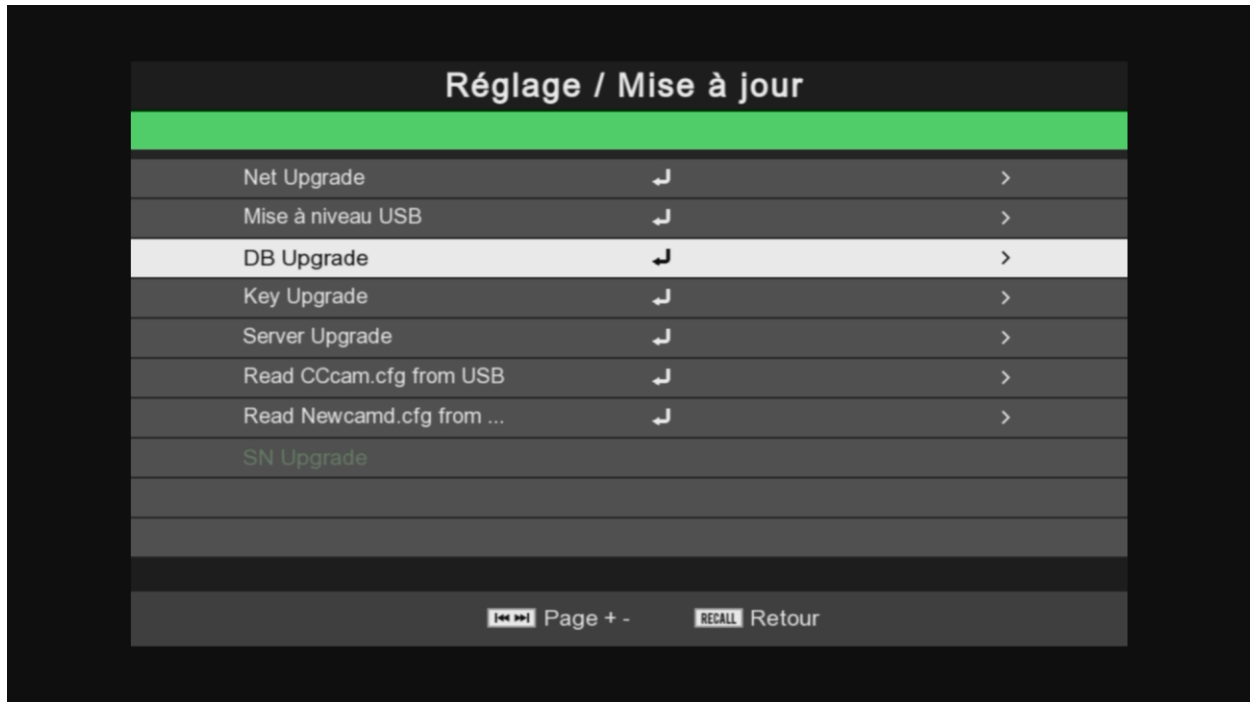 Réglage / Mise à jour
Net Upgrade
Mise à niveau USB
DB Upgrade
Key Upgrade
Server Upgrade
Read CCcam.cfg from USB
Read Newcamd.cfg from ...
SN Upgrade
Page + - RECALL Retour